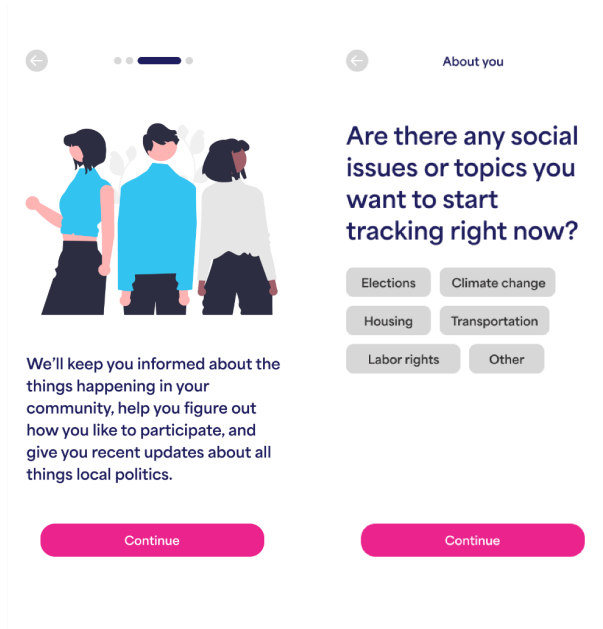 We’ll keep you informed about the
things happening in your
community, help you figure out
how you like to participate, and
give you recent updates about all
things local politics.
Continue
About you
Are there any social
issues or topics you
want to start
tracking right now?
Elections
Climate change
Housing
Transportation
Labor rights
Other
Continue